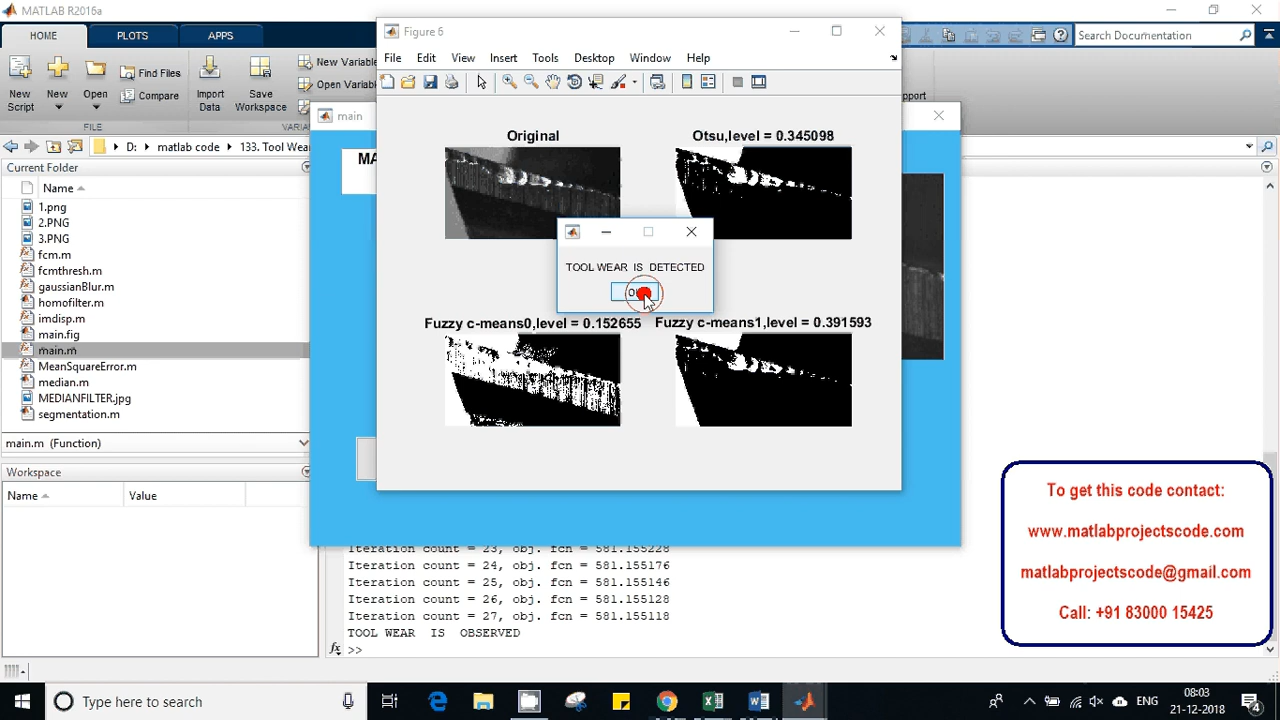 MATLAB R2016a
HOME
PLOTS
APPS
Search Documentation
New
Script
New
Open
Find Files
Compare
Import
Data
Save
Workspace
New Variable
Open Variable
FILE
VARIA
port
D:
matlab code
133. Tool Wear
Current Folder
Name
1.png
2.PNG
3.PNG
fcm.m
fcmthresh.m
gaussianBlur.m
homofilter.m
imdisp.m
main.fig
main.m
MeanSquareError.m
median.m
MEDIANFILTER.jpg
segmentation.m
main.m (Function)
Workspace
Name
Value
main
MA
Figure 6
File
Edit
View
Insert
Tools
Desktop
Window
Help
Original
Otsu,level = 0.345098
TOOL WEAR IS DETECTED
Fuzzy c-means0,level = 0.152655
Fuzzy c-means1,level = 0.391593
Iteration count = 23, obj. fcn = 581.155228
Iteration count = 24, obj. fcn = 581.155176
Iteration count = 25, obj. fcn = 581.155146
Iteration count = 26, obj. fcn = 581.155128
Iteration count = 27, obj. fcn = 581.155118
TOOL WEAR IS OBSERVED
fx >>
To get this code contact:
www.matlabprojectscode.com
matlabprojectscode@gmail.com
Call: +91 83000 15425
Type here to search
ENG
08:03
21-12-2018
4